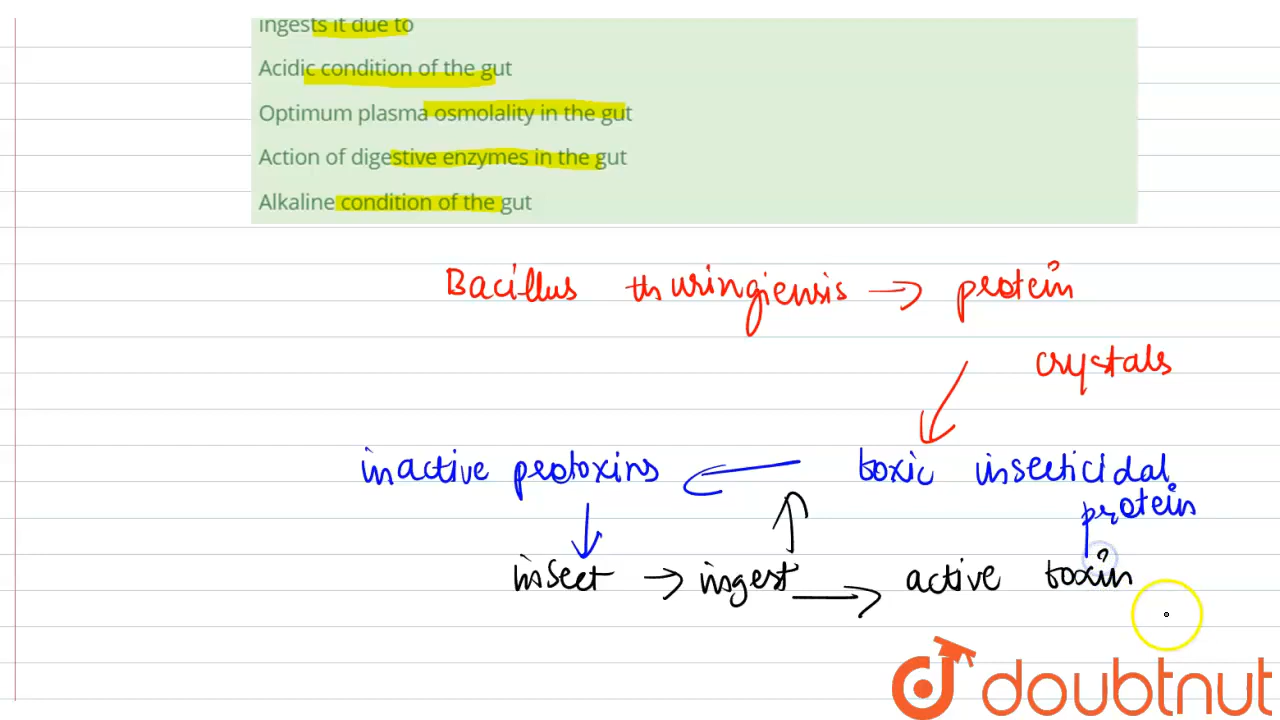 ingests it due to
Acidic condition of the gut
Optimum plasma osmolality in the gut
Action of digestive enzymes in the gut
Alkaline condition of the gut
Bacillus thuringiensis → protein
crystals
inactive protoxins ← toxic insecticidal
protein
insect → ingest → active toxin
doubtnut